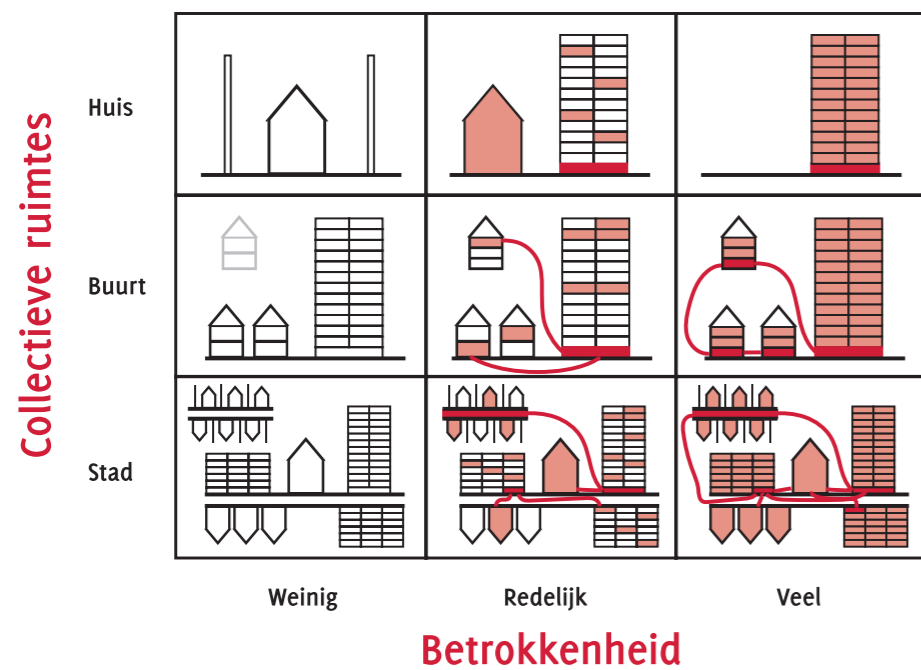 Collectieve ruimtes
Huis
Buurt
Stad
Weinig
Redelijk
Veel
Betrokkenheid